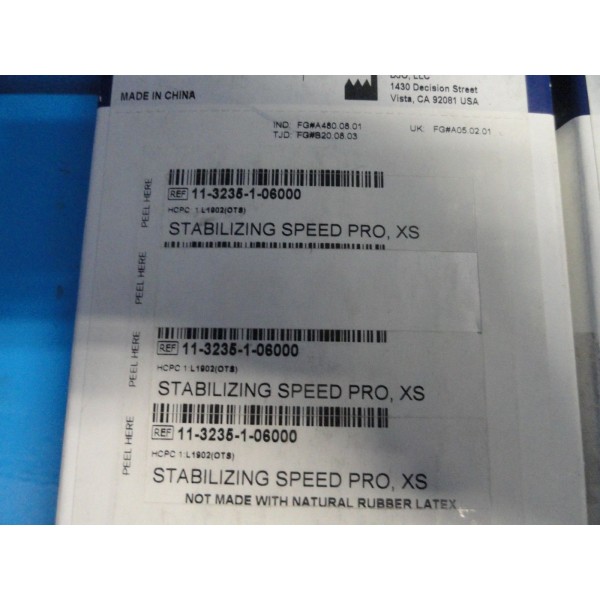 DJO, LLC
1430 Decision Street
Vista, CA 92081 USA
MADE IN CHINA
IND: FG#A480.08.01
TJD: FG#B20.08.03
UK: FG#A05.02.01
PEEL HERE
REF 11-3235-1-06000
HCPC 1:L1902(OTS)
STABILIZING SPEED PRO, XS
PEEL HERE
PEEL HERE
REF 11-3235-1-06000
HCPC 1:L1902(OTS)
STABILIZING SPEED PRO, XS
PEEL HERE
REF 11-3235-1-06000
HCPC 1:L1902(OTS)
STABILIZING SPEED PRO, XS
NOT MADE WITH NATURAL RUBBER LATEX